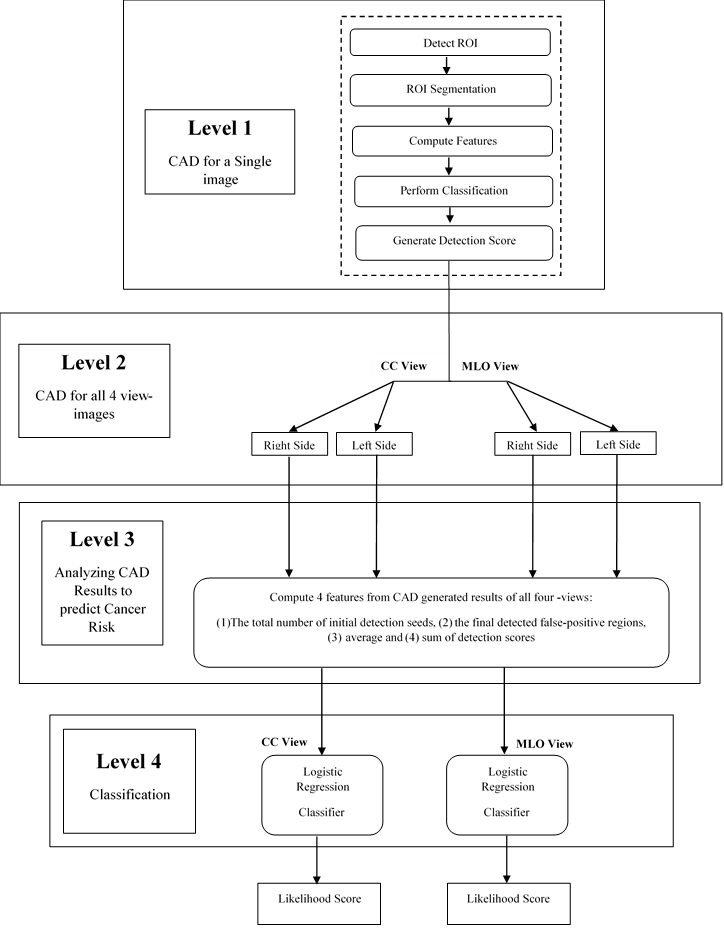 Detect ROI
ROI Segmentation
Level 1
CAD for a Single
image
Compute Features
Perform Classification
Generate Detection Score
Level 2
CAD for all 4 view-
images
CC View
MLO View
Right Side
Left Side
Right Side
Left Side
Level 3
Analyzing CAD
Results to
predict Cancer
Risk
Compute 4 features from CAD generated results of all four -views:
(1)The total number of initial detection seeds, (2) the final detected false-positive regions,
(3) average and (4) sum of detection scores
Level 4
Classification
CC View
Logistic
Regression
Classifier
MLO View
Logistic
Regression
Classifier
Likelihood Score
Likelihood Score